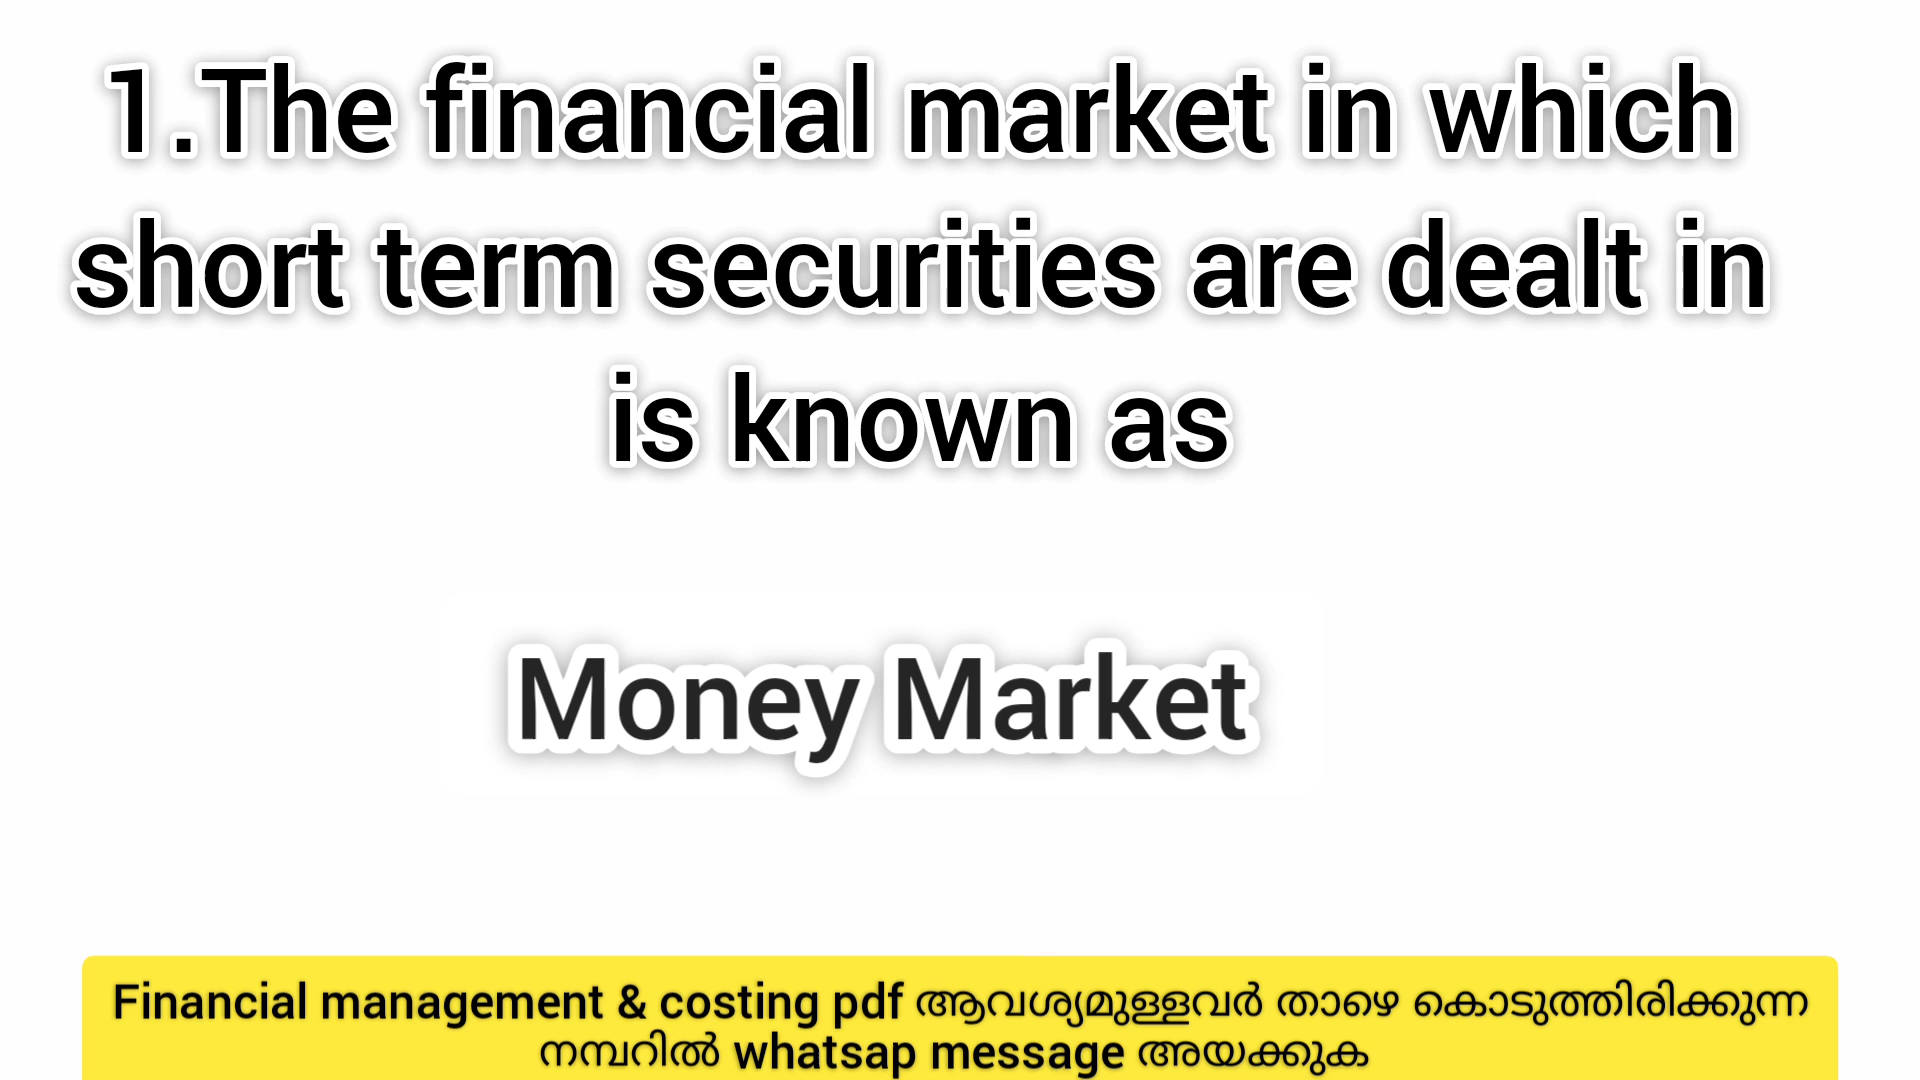 1.The financial market in which
short term securities are dealt in
is known as
Money Market
Financial management & costing pdf ആവശ്യമുള്ളവർ താഴെ കൊടുത്തിരിക്കുന്ന
നമ്പറിൽ whatsap message അയക്കുക